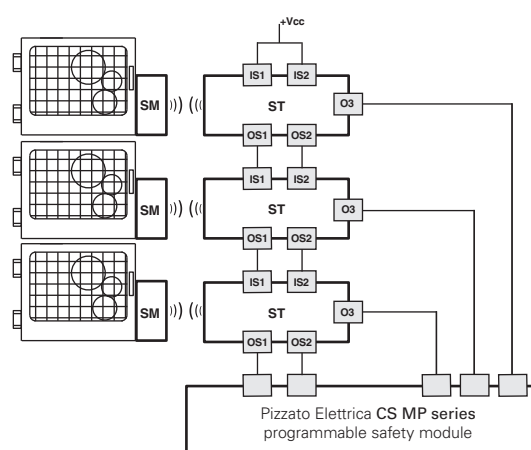 +Vcc
IS1 IS2
SM ST O3
OS1 OS2
IS1 IS2
SM ST O3
OS1 OS2
IS1 IS2
SM ST O3
OS1 OS2
Pizzato Elettrica CS MP series
programmable safety module